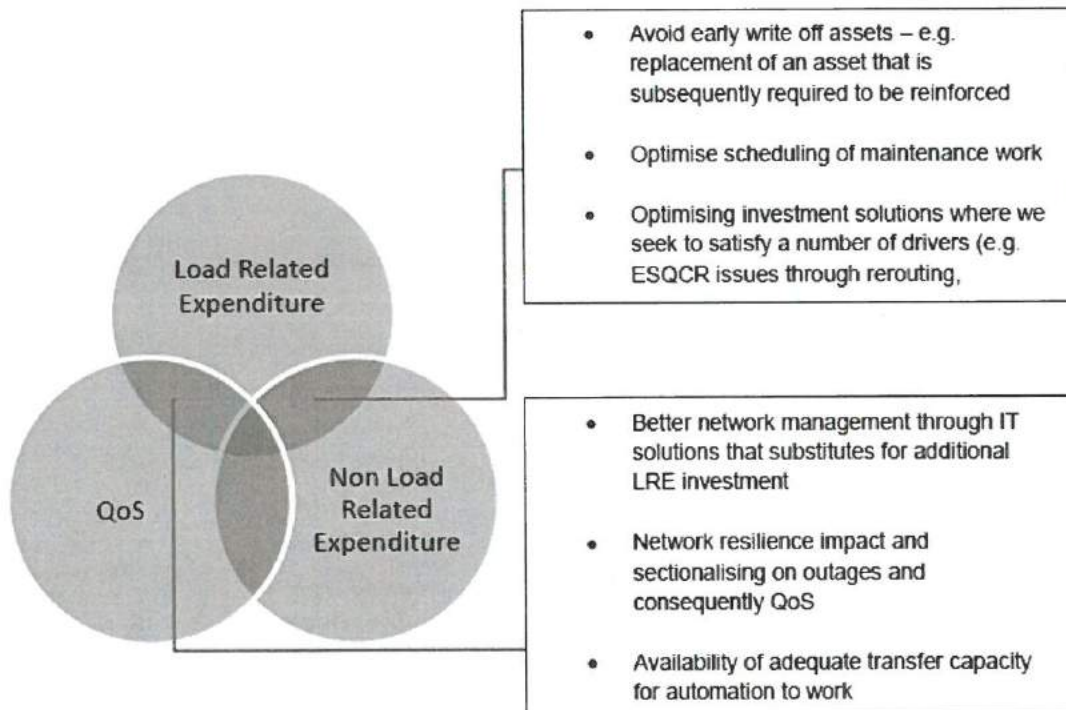 • Avoid early write off assets – e.g.
replacement of an asset that is
subsequently required to be reinforced
• Optimise scheduling of maintenance work
• Optimising investment solutions where we
seek to satisfy a number of drivers (e.g.
ESQCR issues through rerouting,
Load Related
Expenditure
QoS
Non Load
Related
Expenditure
• Better network management through IT
solutions that substitutes for additional
LRE investment
• Network resilience impact and
sectionalising on outages and
consequently QoS
• Availability of adequate transfer capacity
for automation to work